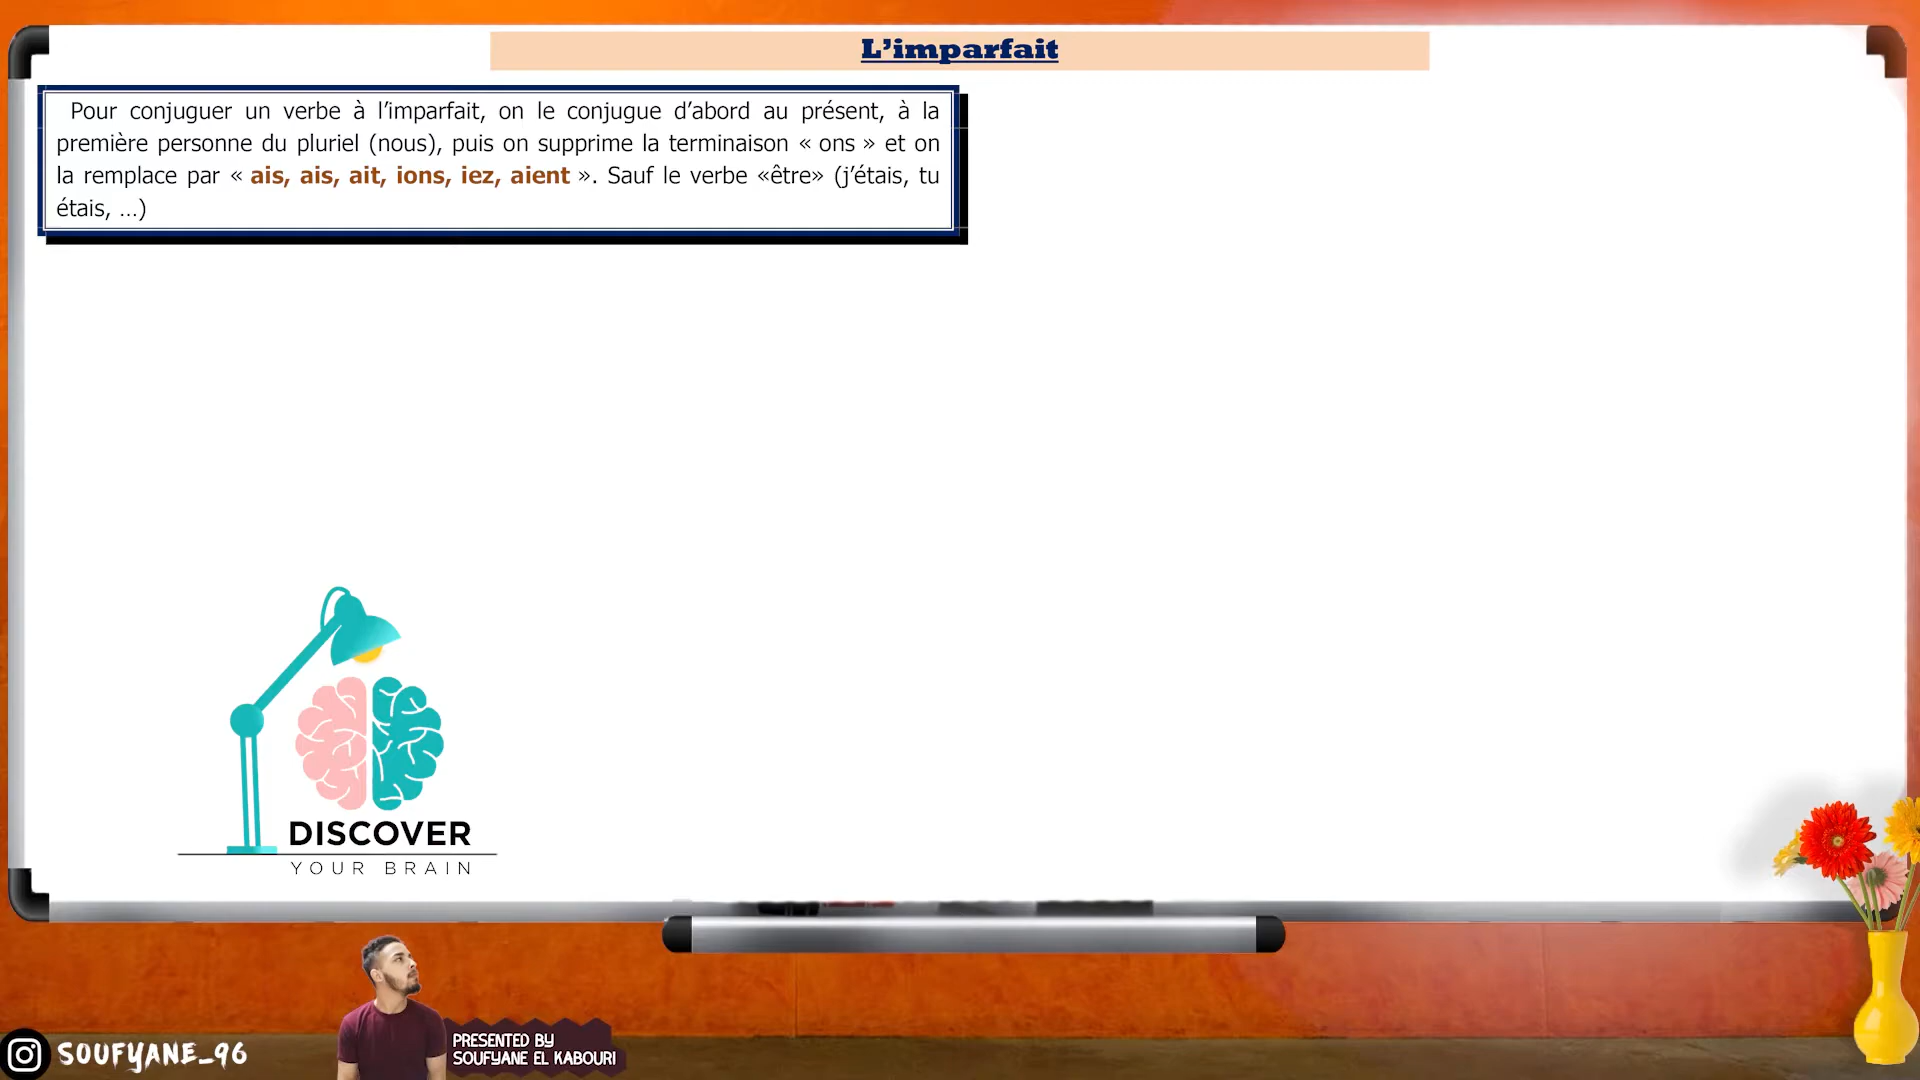 L’imparfait
Pour conjuguer un verbe à l’imparfait, on le conjugue d’abord au présent, à la
première personne du pluriel (nous), puis on supprime la terminaison « ons » et on
la remplace par « ais, ais, ait, ions, iez, aient ». Sauf le verbe «être» (j’étais, tu
étais, ...)
DISCOVER
YOUR BRAIN
PRESENTED BY
SOUFYANE EL KABOURI
SOUFYANE_96